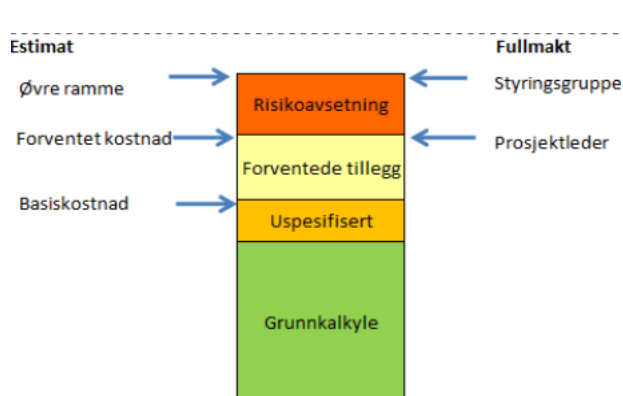 Estimat
Fullmakt
Øvre ramme
Styringsgruppe
Risikoavsetning
Forventet kostnad
Prosjektleder
Forventede tillegg
Basiskostnad
Uspesifisert
Grunnkalkyle